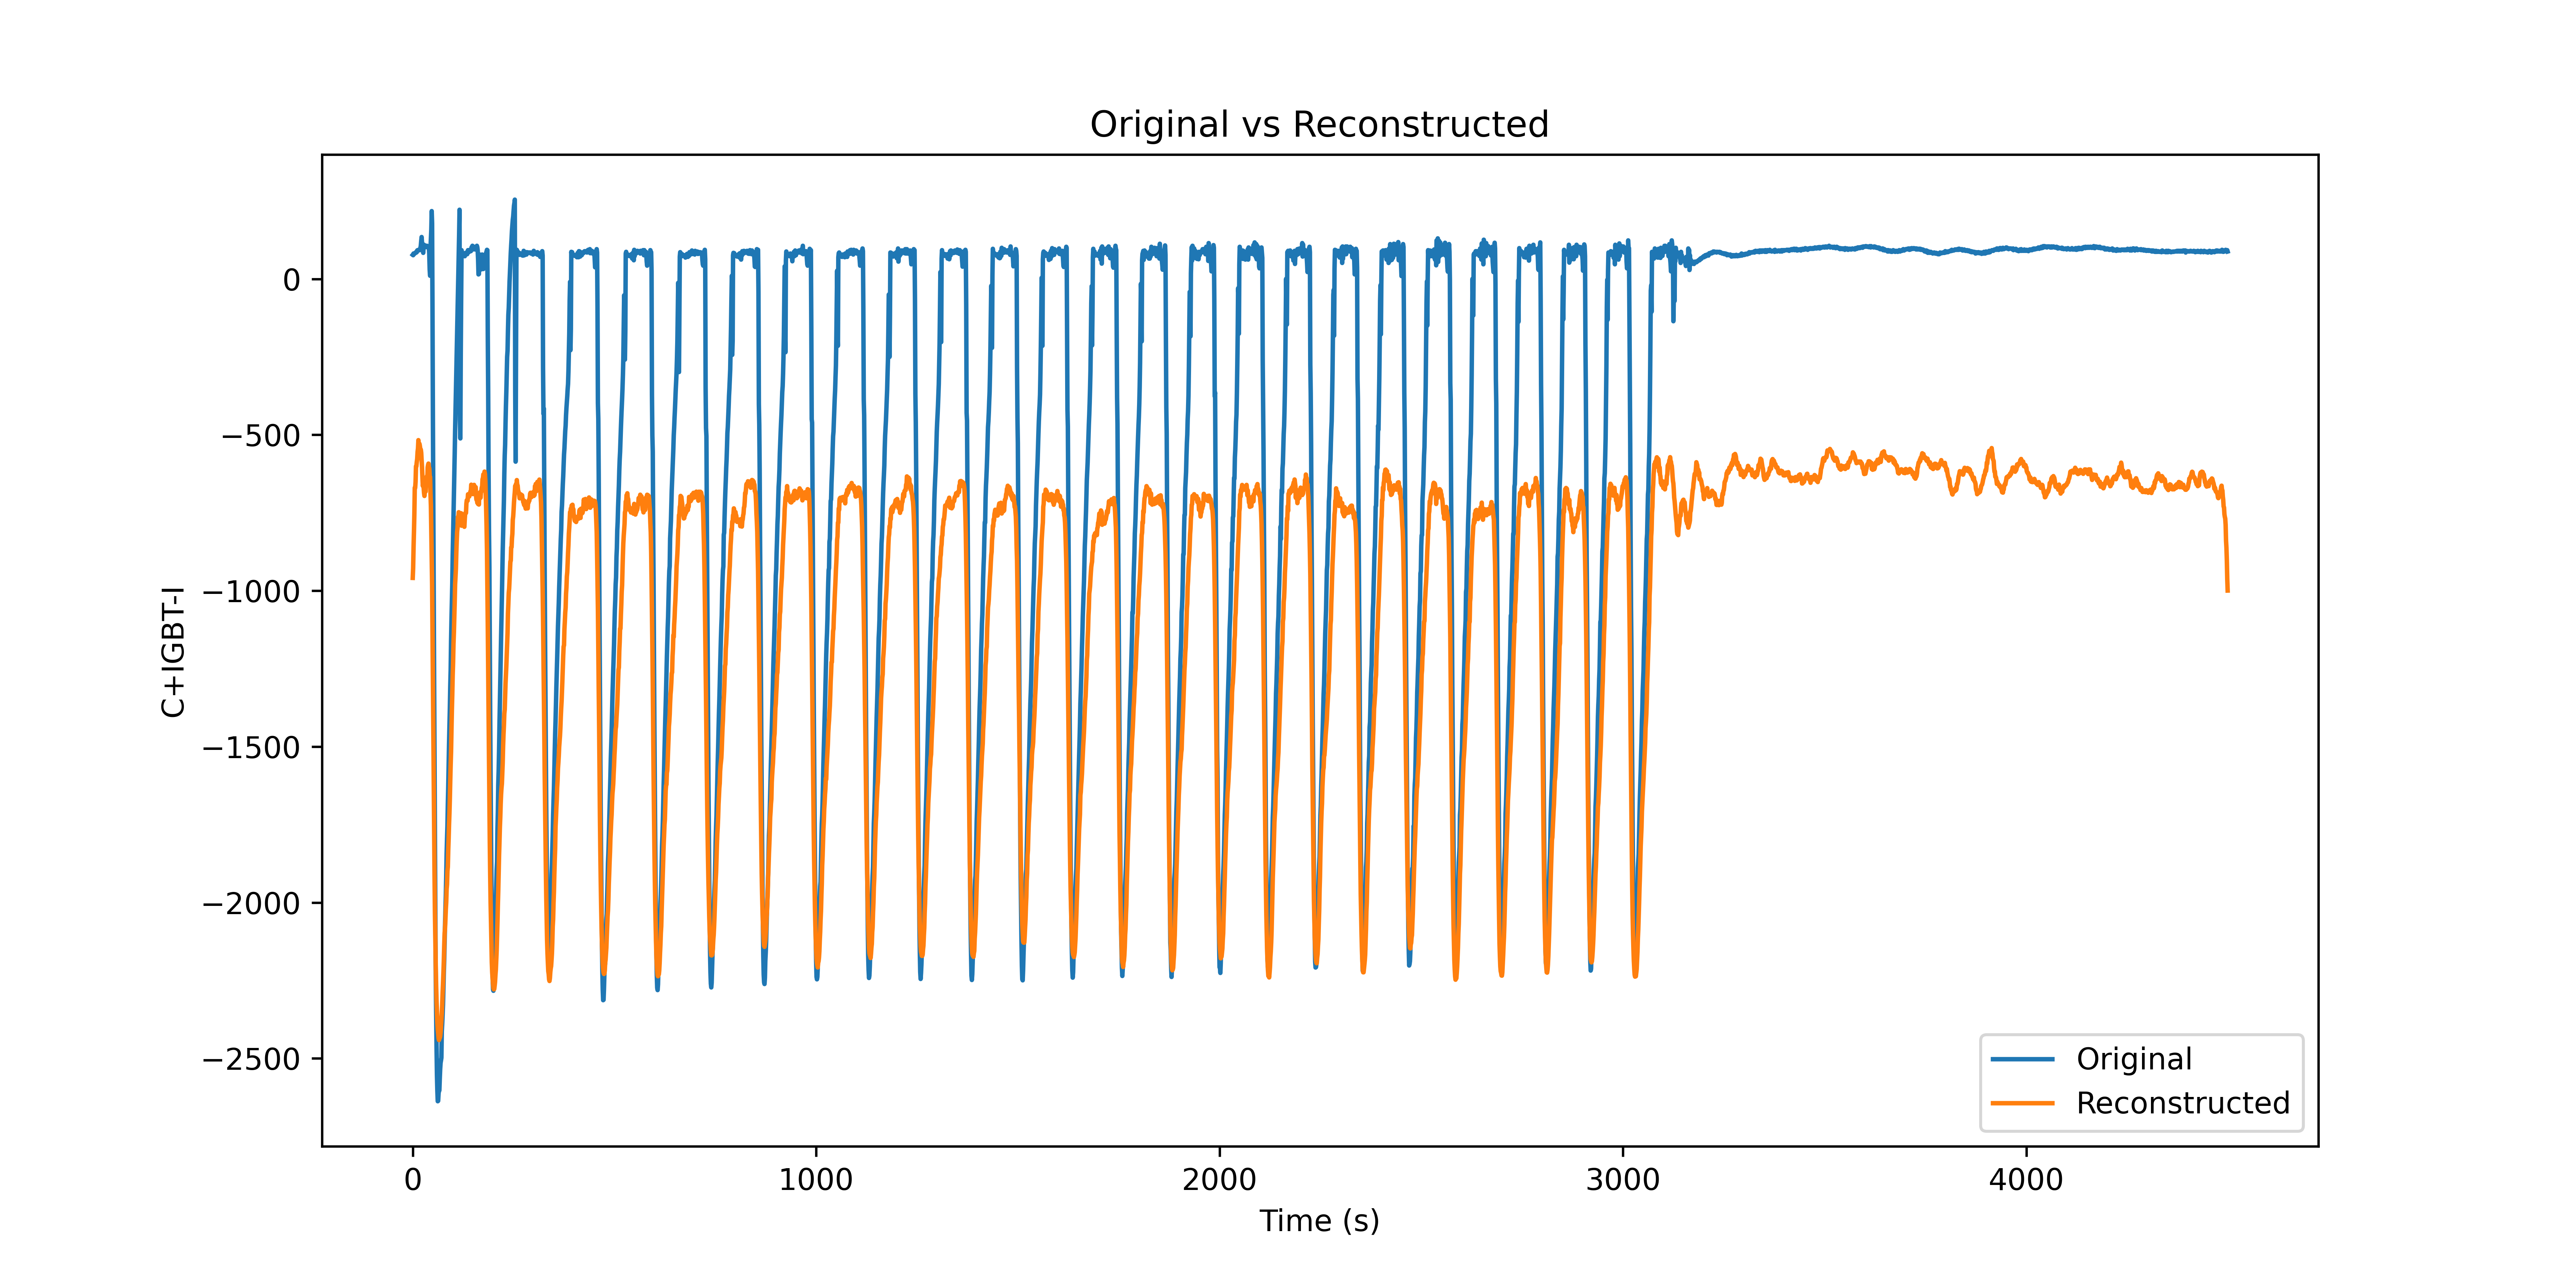 Original vs Reconstructed
C+IGBT-I
0
−500
−1000
−1500
−2000
−2500
0 1000 2000 3000 4000
Time (s)
Original
Reconstructed